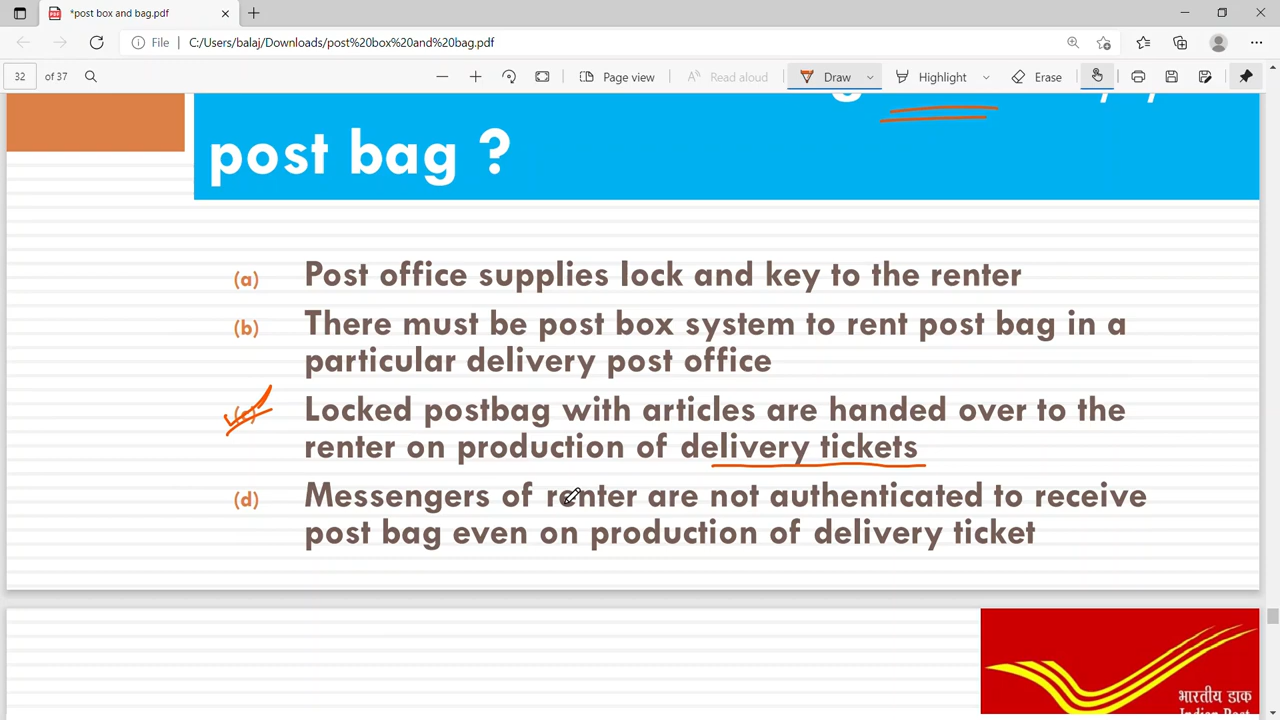 *post box and bag.pdf
File C:/Users/balaj/Downloads/post%20box%20and%20bag.pdf
32 of 37 Page view Read aloud Draw Highlight Erase
post bag ?
(a) Post office supplies lock and key to the renter
(b) There must be post box system to rent post bag in a
particular delivery post office
(c) Locked postbag with articles are handed over to the
renter on production of delivery tickets
(d) Messengers of renter are not authenticated to receive
post bag even on production of delivery ticket
भारतीय डाक